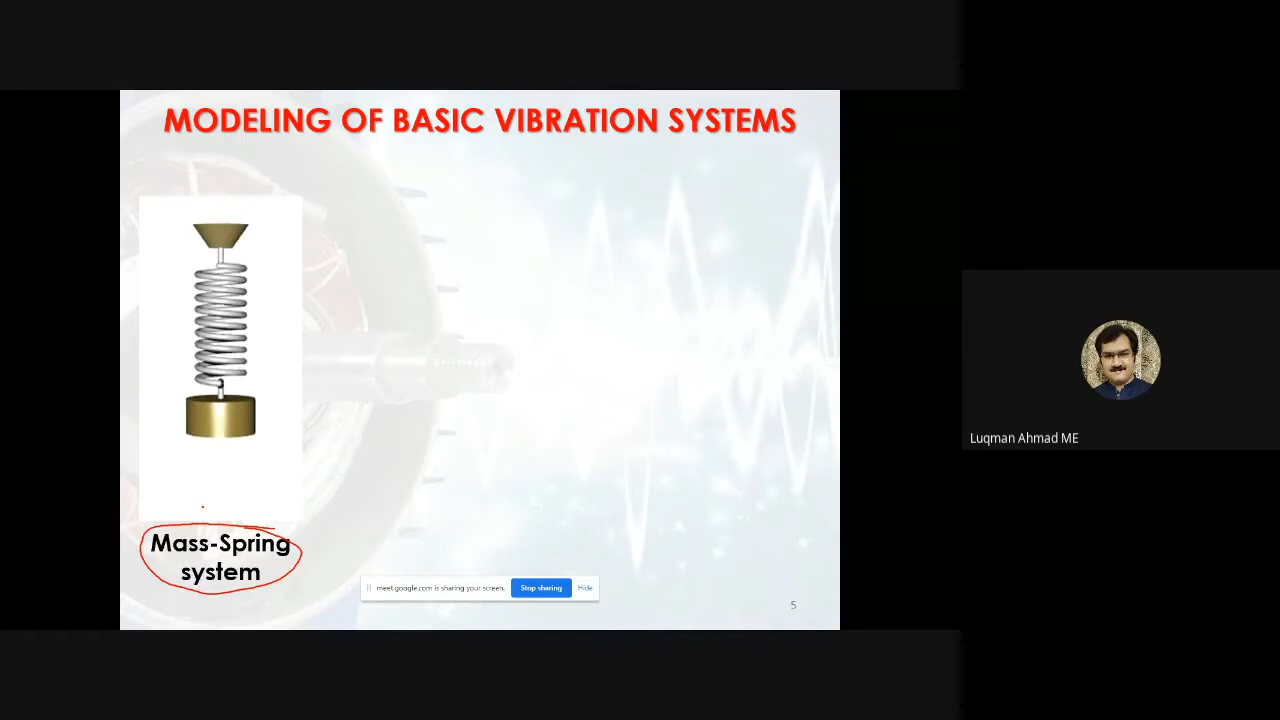 MODELING OF BASIC VIBRATION SYSTEMS
Mass-Spring
system
meet.google.com is sharing your screen.
Stop sharing
Hide
5
Luqman Ahmad ME